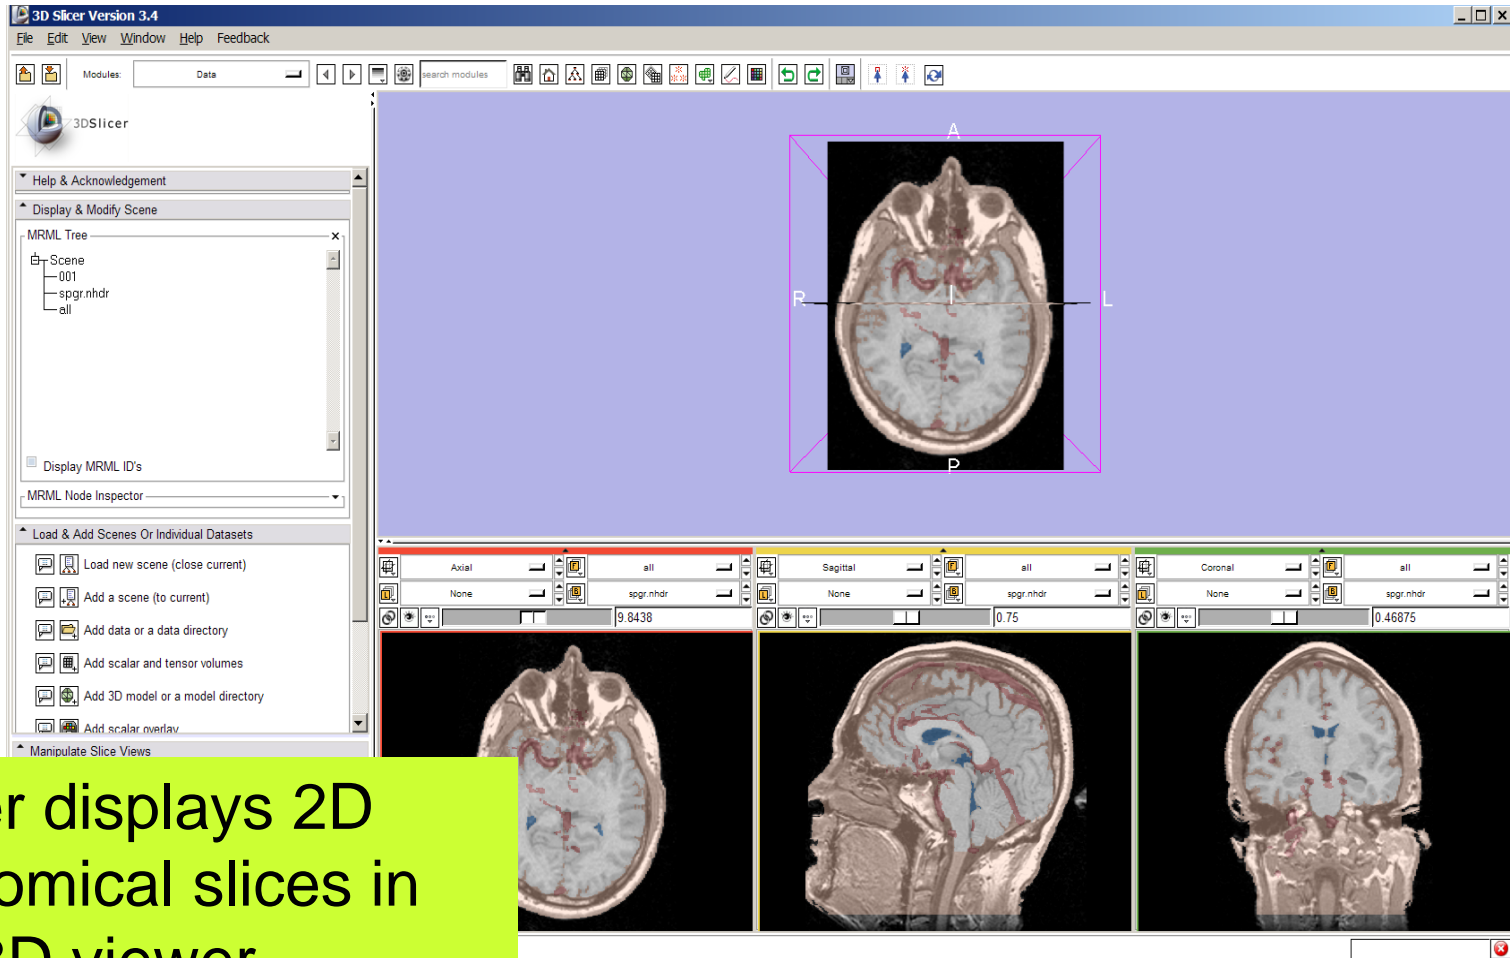 3D Slicer Version 3.4
File Edit View Window Help Feedback
Modules: Data search modules
3DSlicer
Help & Acknowledgement
Display & Modify Scene
MRML Tree
Scene
001
spgr.nhdr
all
Display MRML ID's
MRML Node Inspector
Load & Add Scenes Or Individual Datasets
Load new scene (close current)
Add a scene (to current)
Add data or a data directory
Add scalar and tensor volumes
Add 3D model or a model directory
Add scalar overlay
Manipulate Slice Views
A
R I L
P
Axial all
None spgr.nhdr
9.8438
Sagittal all
None spgr.nhdr
0.75
Coronal all
None spgr.nhdr
0.46875
displays 2D
slices in
viewer